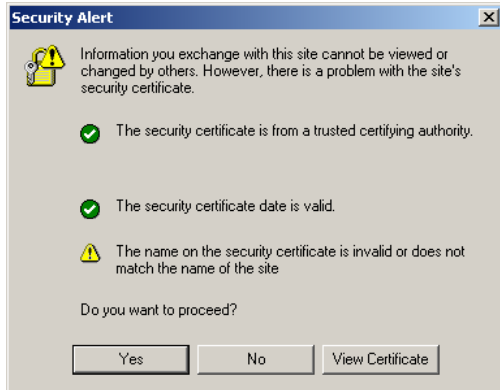 Security Alert
Information you exchange with this site cannot be viewed or
changed by others. However, there is a problem with the site's
security certificate.
The security certificate is from a trusted certifying authority.
The security certificate date is valid.
The name on the security certificate is invalid or does not
match the name of the site
Do you want to proceed?
Yes No View Certificate